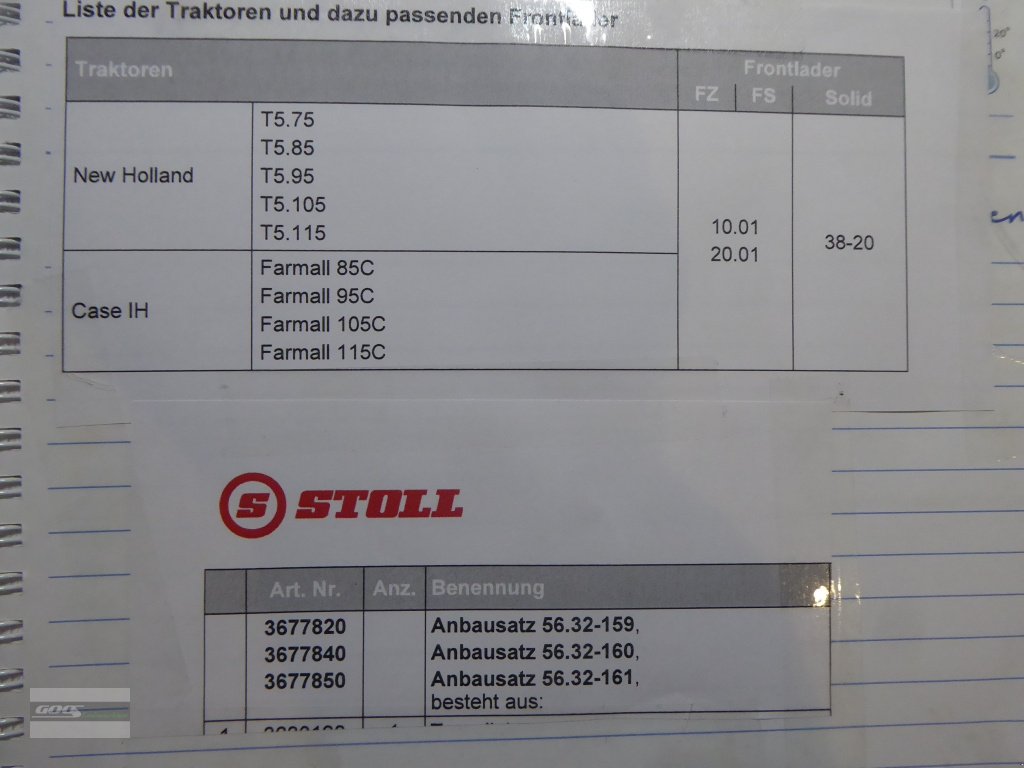 Liste der Traktoren und dazu passenden Frontlader
Traktoren
Frontlader
FZ FS Solid
New Holland
T5.75
T5.85
T5.95
T5.105
T5.115
10.01
20.01
38-20
Case IH
Farmall 85C
Farmall 95C
Farmall 105C
Farmall 115C
20°
0°
en
S STOLL
Art. Nr. Anz. Benennung
3677820 Anbausatz 56.32-159,
3677840 Anbausatz 56.32-160,
3677850 Anbausatz 56.32-161,
besteht aus: